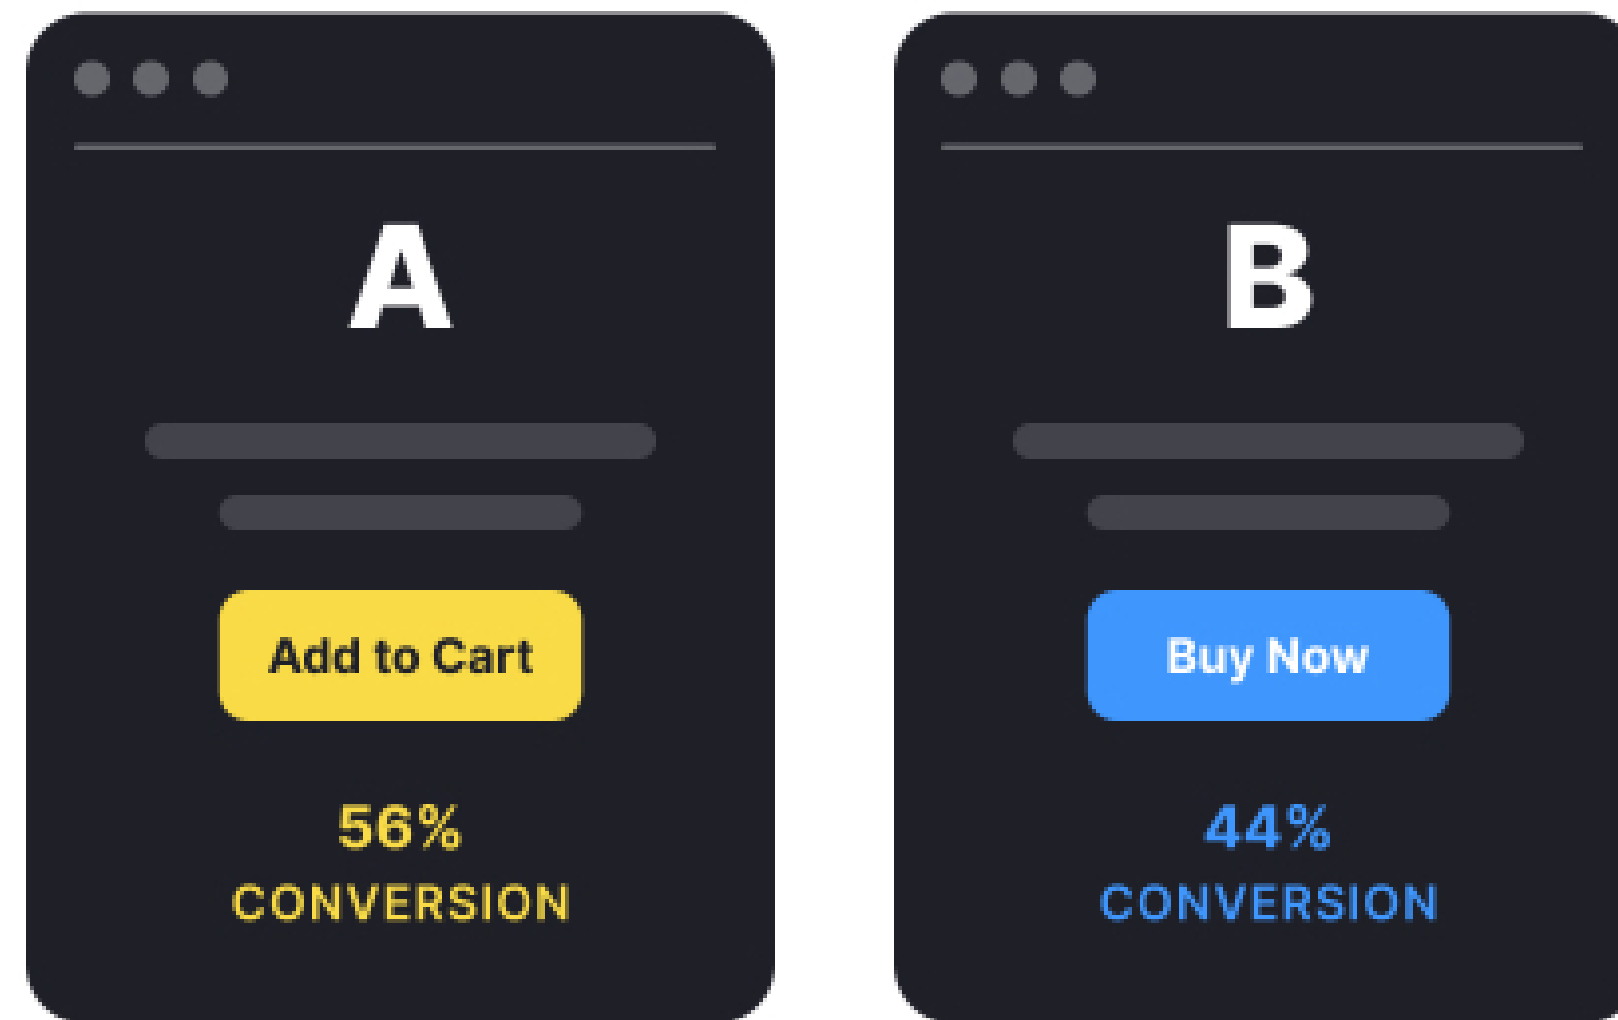 A
Add to Cart
56%
CONVERSION
B
Buy Now
44%
CONVERSION